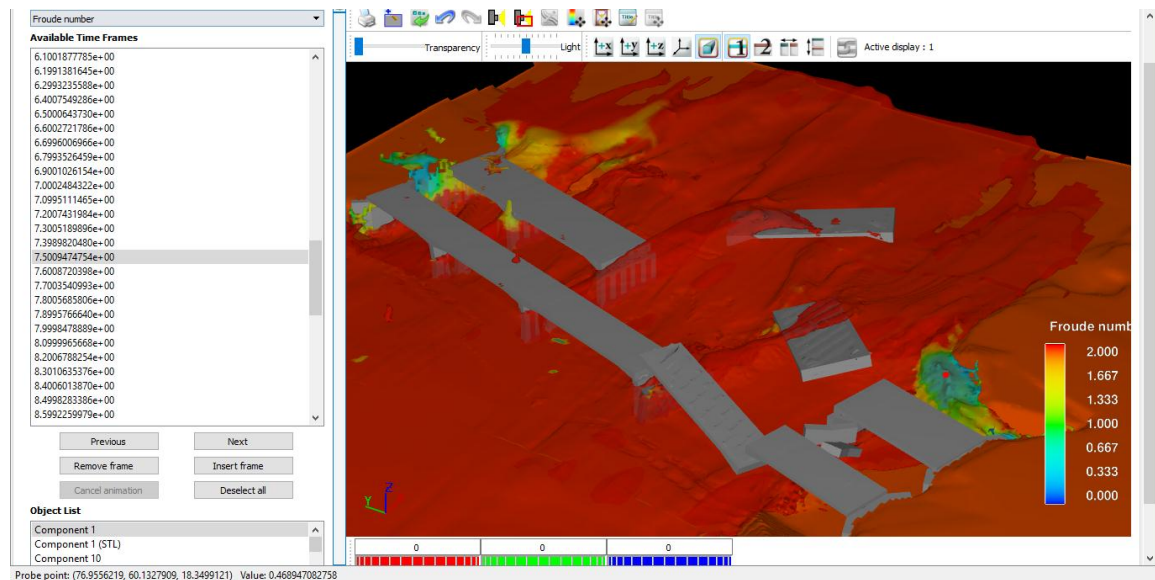 Froude number
Available Time Frames
6.1001877785e+00
6.1991381645e+00
6.2993235588e+00
6.4007549286e+00
6.5000643730e+00
6.6002721786e+00
6.6996006966e+00
6.7993526459e+00
6.9001026154e+00
7.0002484322e+00
7.0995111465e+00
7.2007431984e+00
7.3005189896e+00
7.3989820480e+00
7.5009474754e+00
7.6008720398e+00
7.7003540993e+00
7.8005685806e+00
7.8995766640e+00
7.9998478889e+00
8.0999965668e+00
8.2006788254e+00
8.3010635376e+00
8.4006013870e+00
8.4998283386e+00
8.5992259979e+00
Previous Next
Remove frame Insert frame
Cancel animation Deselect all
Object List
Component 1
Component 1 (STL)
Component 10
Transparency Light +x +y +z 1 2 Active display : 1
Froude numb
2.000
1.667
1.333
1.000
0.667
0.333
0.000
Z
Y
0 0 0
Probe point: (76.9556219, 60.1327909, 18.3499121) Value: 0.468947082758